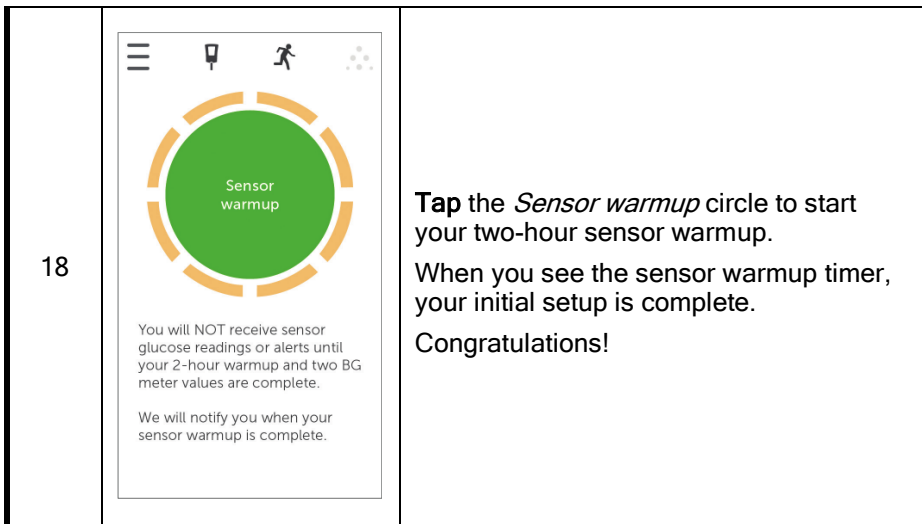 18
Sensor
warmup
You will NOT receive sensor
glucose readings or alerts until
your 2-hour warmup and two BG
meter values are complete.
We will notify you when your
sensor warmup is complete.
Tap the Sensor warmup circle to start
your two-hour sensor warmup.
When you see the sensor warmup timer,
your initial setup is complete.
Congratulations!